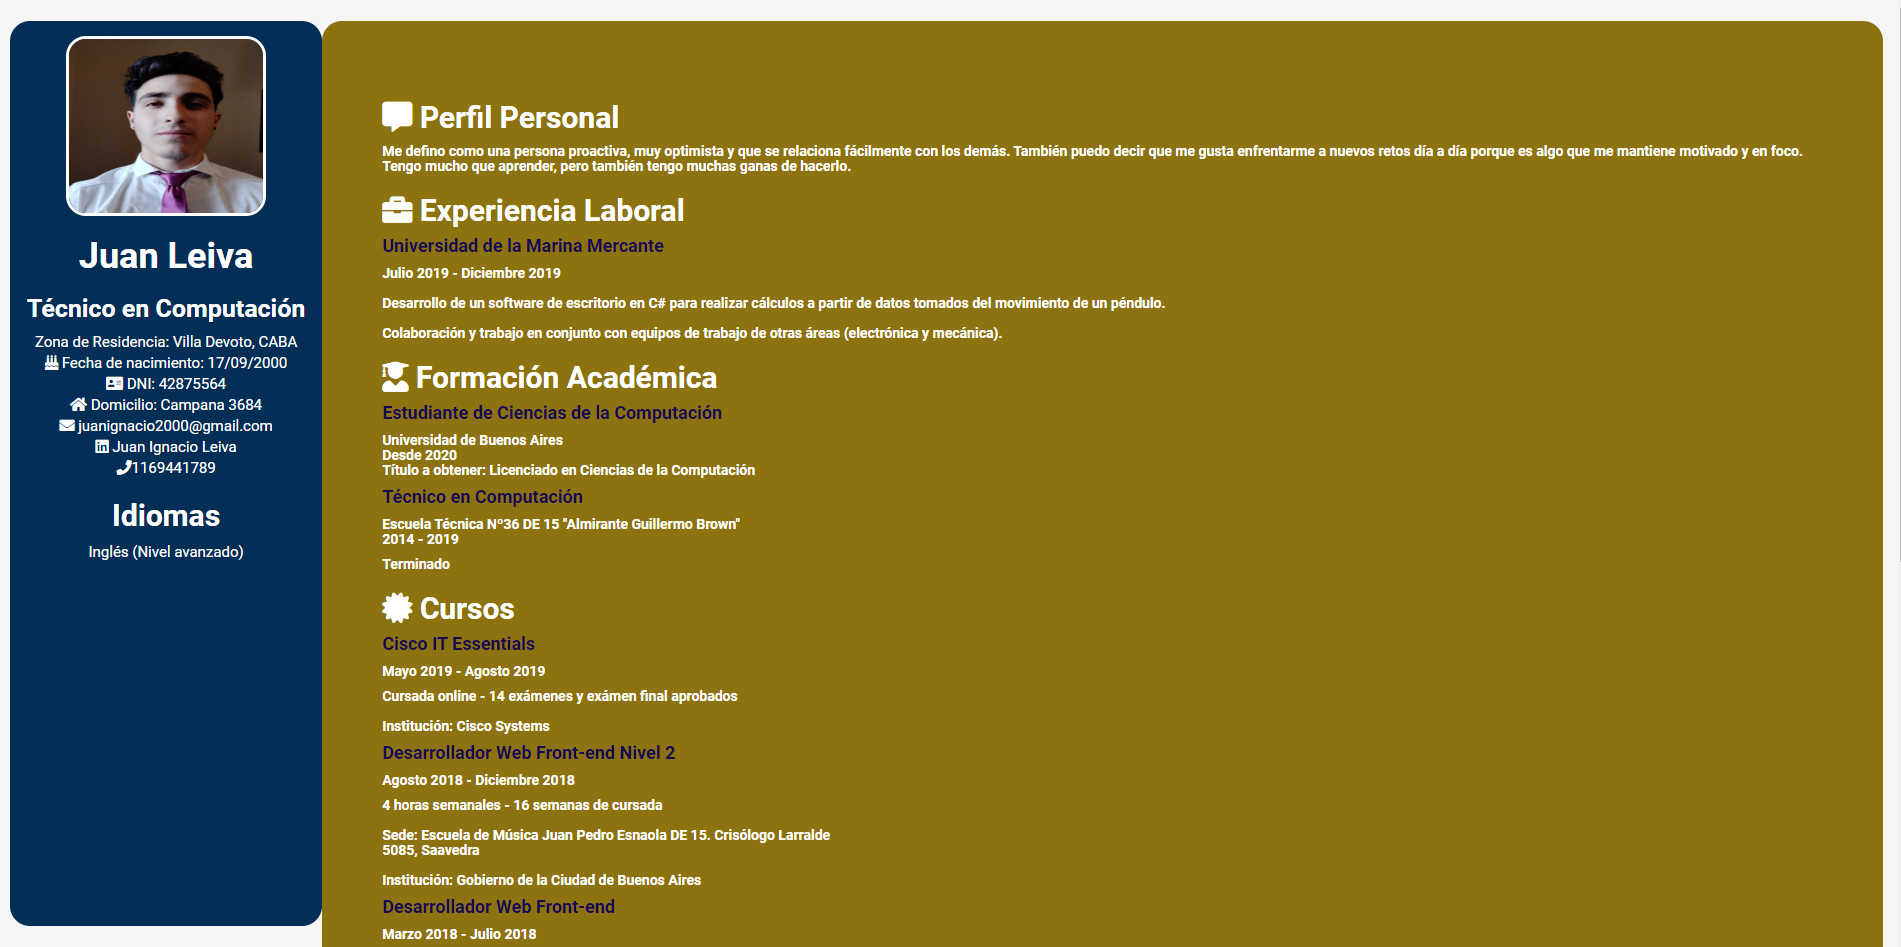 Juan Leiva
Técnico en Computación
Zona de Residencia: Villa Devoto, CABA
Fecha de nacimiento: 17/09/2000
DNI: 42875564
Domicilio: Campana 3684
juanignacio2000@gmail.com
Juan Ignacio Leiva
1169441789
Idiomas
Inglés (Nivel avanzado)
Perfil Personal
Me defino como una persona proactiva, muy optimista y que se relaciona fácilmente con los demás. También puedo decir que me gusta enfrentarme a nuevos retos día a día porque es algo que me mantiene motivado y en foco.
Tengo mucho que aprender, pero también tengo muchas ganas de hacerlo.
Experiencia Laboral
Universidad de la Marina Mercante
Julio 2019 - Diciembre 2019
Desarrollo de un software de escritorio en C# para realizar cálculos a partir de datos tomados del movimiento de un péndulo.
Colaboración y trabajo en conjunto con equipos de trabajo de otras áreas (electrónica y mecánica).
Formación Académica
Estudiante de Ciencias de la Computación
Universidad de Buenos Aires
Desde 2020
Título a obtener: Licenciado en Ciencias de la Computación
Técnico en Computación
Escuela Técnica Nº36 DE 15 "Almirante Guillermo Brown"
2014 - 2019
Terminado
Cursos
Cisco IT Essentials
Mayo 2019 - Agosto 2019
Cursada online - 14 exámenes y exámen final aprobados
Institución: Cisco Systems
Desarrollador Web Front-end Nivel 2
Agosto 2018 - Diciembre 2018
4 horas semanales - 16 semanas de cursada
Sede: Escuela de Música Juan Pedro Esnaola DE 15. Crisólogo Larralde
5085, Saavedra
Institución: Gobierno de la Ciudad de Buenos Aires
Desarrollador Web Front-end
Marzo 2018 - Julio 2018